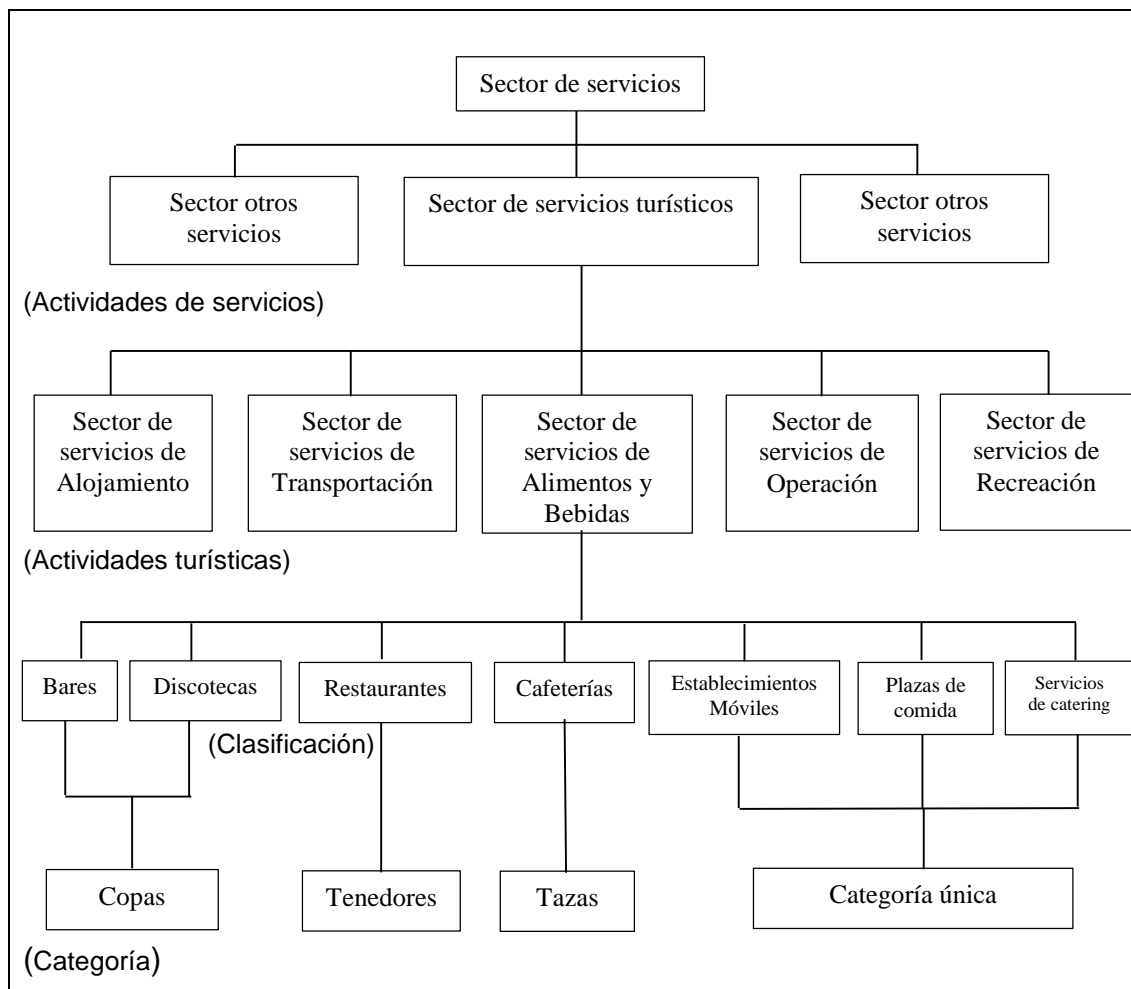 Sector de servicios
Sector otros
servicios
Sector de servicios turísticos
Sector otros
servicios
(Actividades de servicios)
Sector de
servicios de
Alojamiento
Sector de
servicios de
Transportación
Sector de
servicios de
Alimentos y
Bebidas
Sector de
servicios de
Operación
Sector de
servicios de
Recreación
(Actividades turísticas)
Bares
Discotecas
Restaurantes
Cafeterías
Establecimientos
Móviles
Plazas de
comida
Servicios
de catering
(Clasificación)
Copas
Tenedores
Tazas
Categoría única
(Categoría)